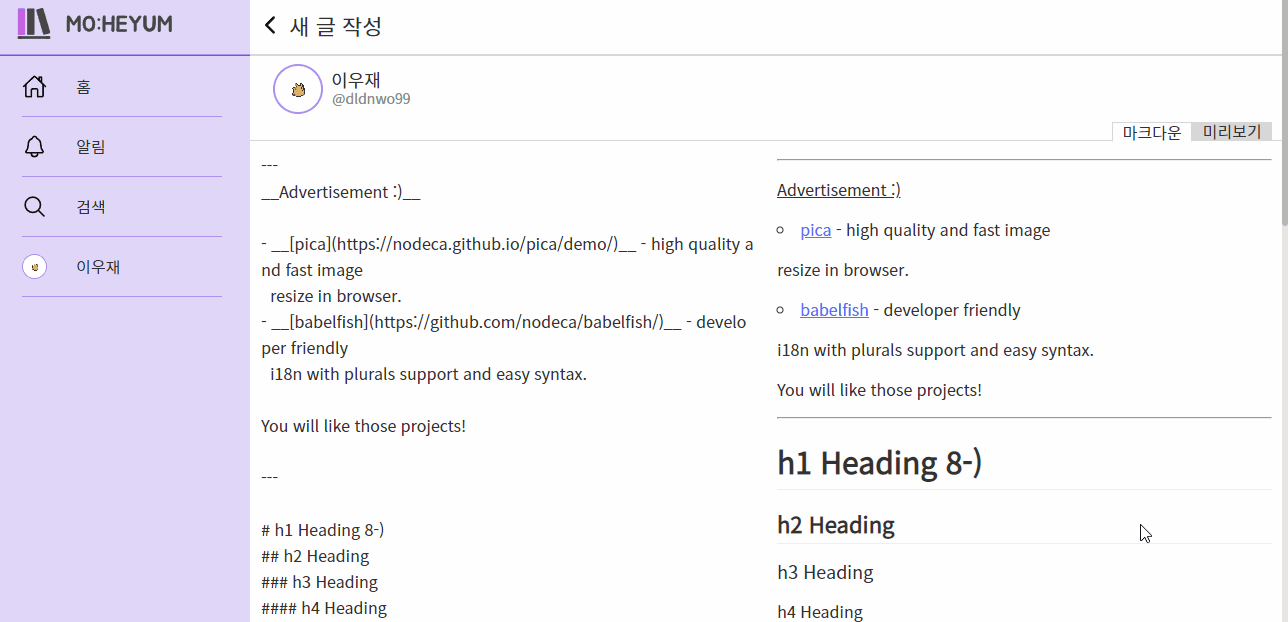 MO:HEYUM
홈
알림
검색
이우재
새 글 작성
이우재
@dldnwo99
마크다운 미리보기
---
__Advertisement :)__
- __[pica](https://nodeca.github.io/pica/demo/)__ - high quality a
nd fast image
resize in browser.
- __[babelfish](https://github.com/nodeca/babelfish/)__ - develo
per friendly
i18n with plurals support and easy syntax.
You will like those projects!
---
# h1 Heading 8-)
## h2 Heading
### h3 Heading
#### h4 Heading
Advertisement :)
pica - high quality and fast image
resize in browser.
babelfish - developer friendly
i18n with plurals support and easy syntax.
You will like those projects!
h1 Heading 8-)
h2 Heading
h3 Heading
h4 Heading